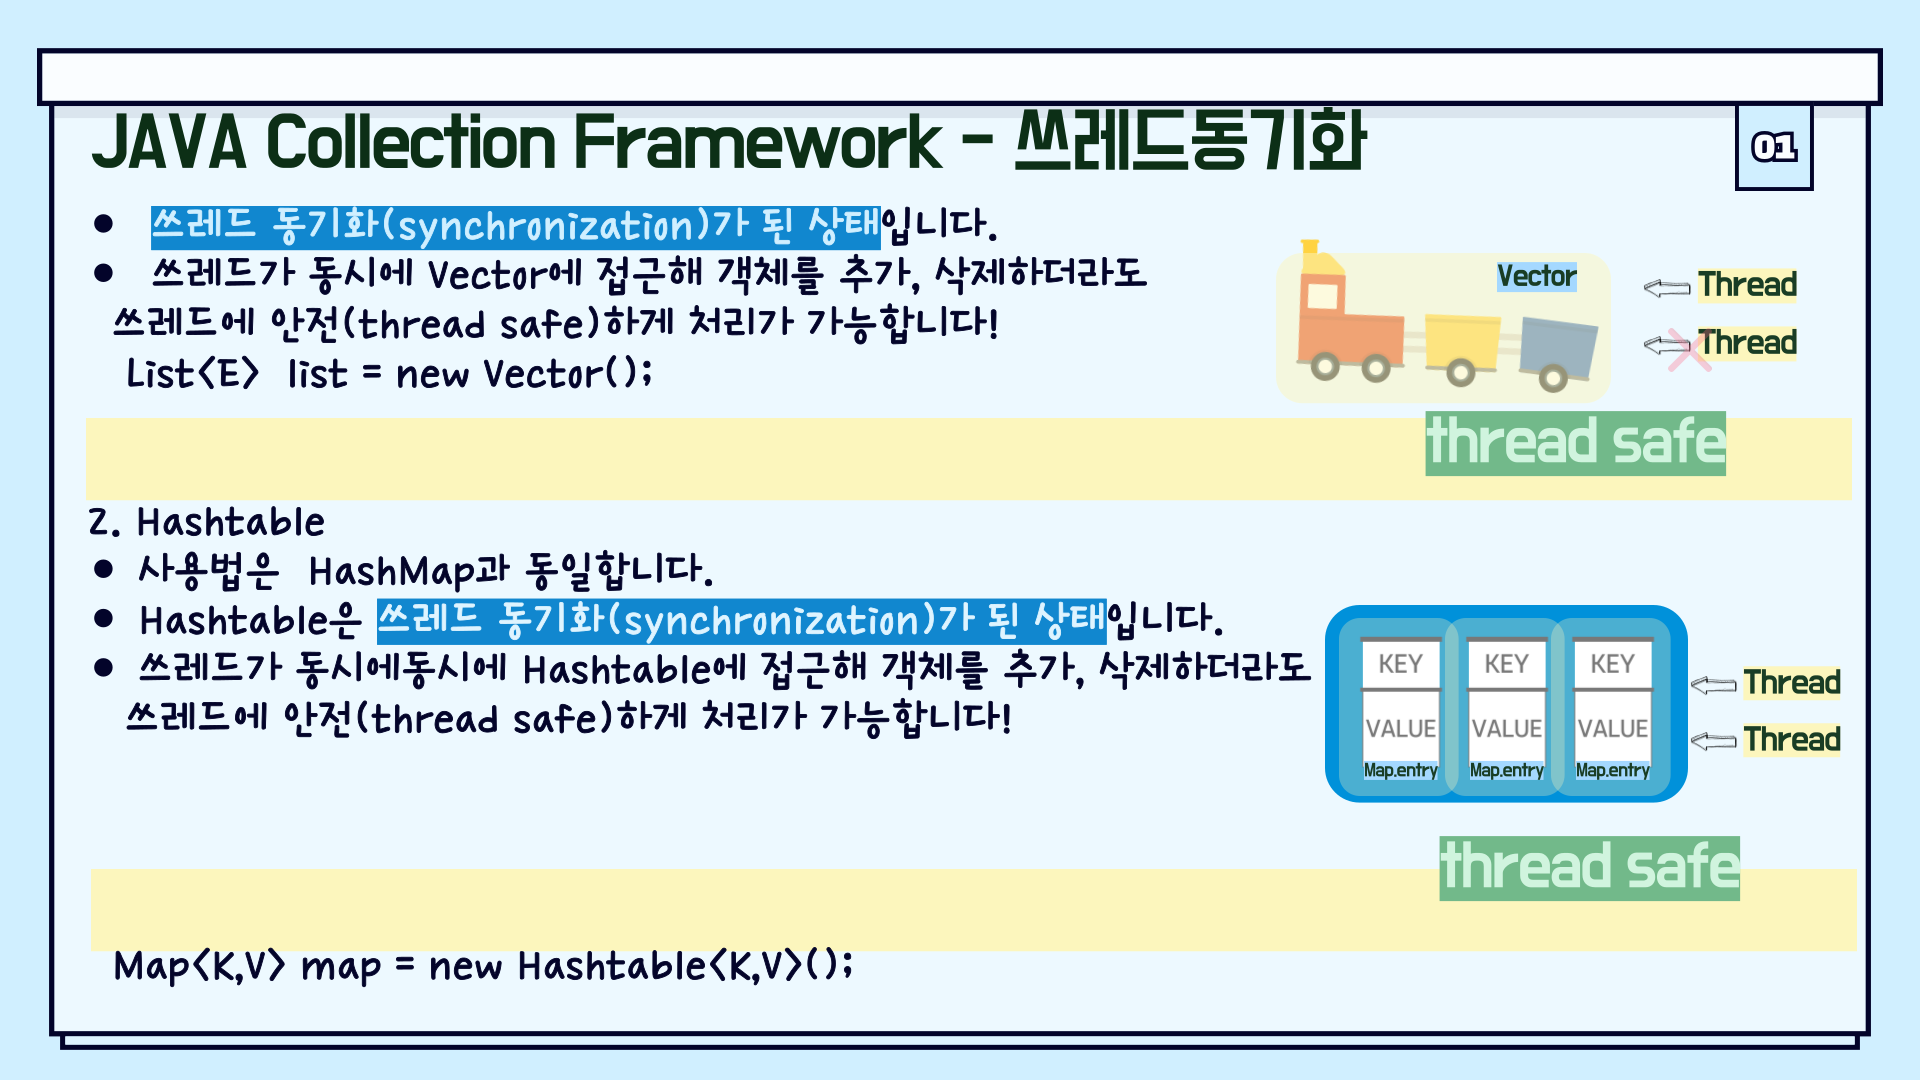 JAVA Collection Framework - 쓰레드동기화
01
● 쓰레드 동기화(synchronization)가 된 상태입니다.
● 쓰레드가 동시에 Vector에 접근해 객체를 추가, 삭제하더라도
쓰레드에 안전(thread safe)하게 처리가 가능합니다!
List<E> list = new Vector();
Vector
Thread
Thread
thread safe
2. Hashtable
● 사용법은 HashMap과 동일합니다.
● Hashtable은 쓰레드 동기화(synchronization)가 된 상태입니다.
● 쓰레드가 동시에동시에 Hashtable에 접근해 객체를 추가, 삭제하더라도
쓰레드에 안전(thread safe)하게 처리가 가능합니다!
KEY KEY KEY
VALUE VALUE VALUE
Map.entry Map.entry Map.entry
Thread
Thread
thread safe
Map<K,V> map = new Hashtable<K,V>();